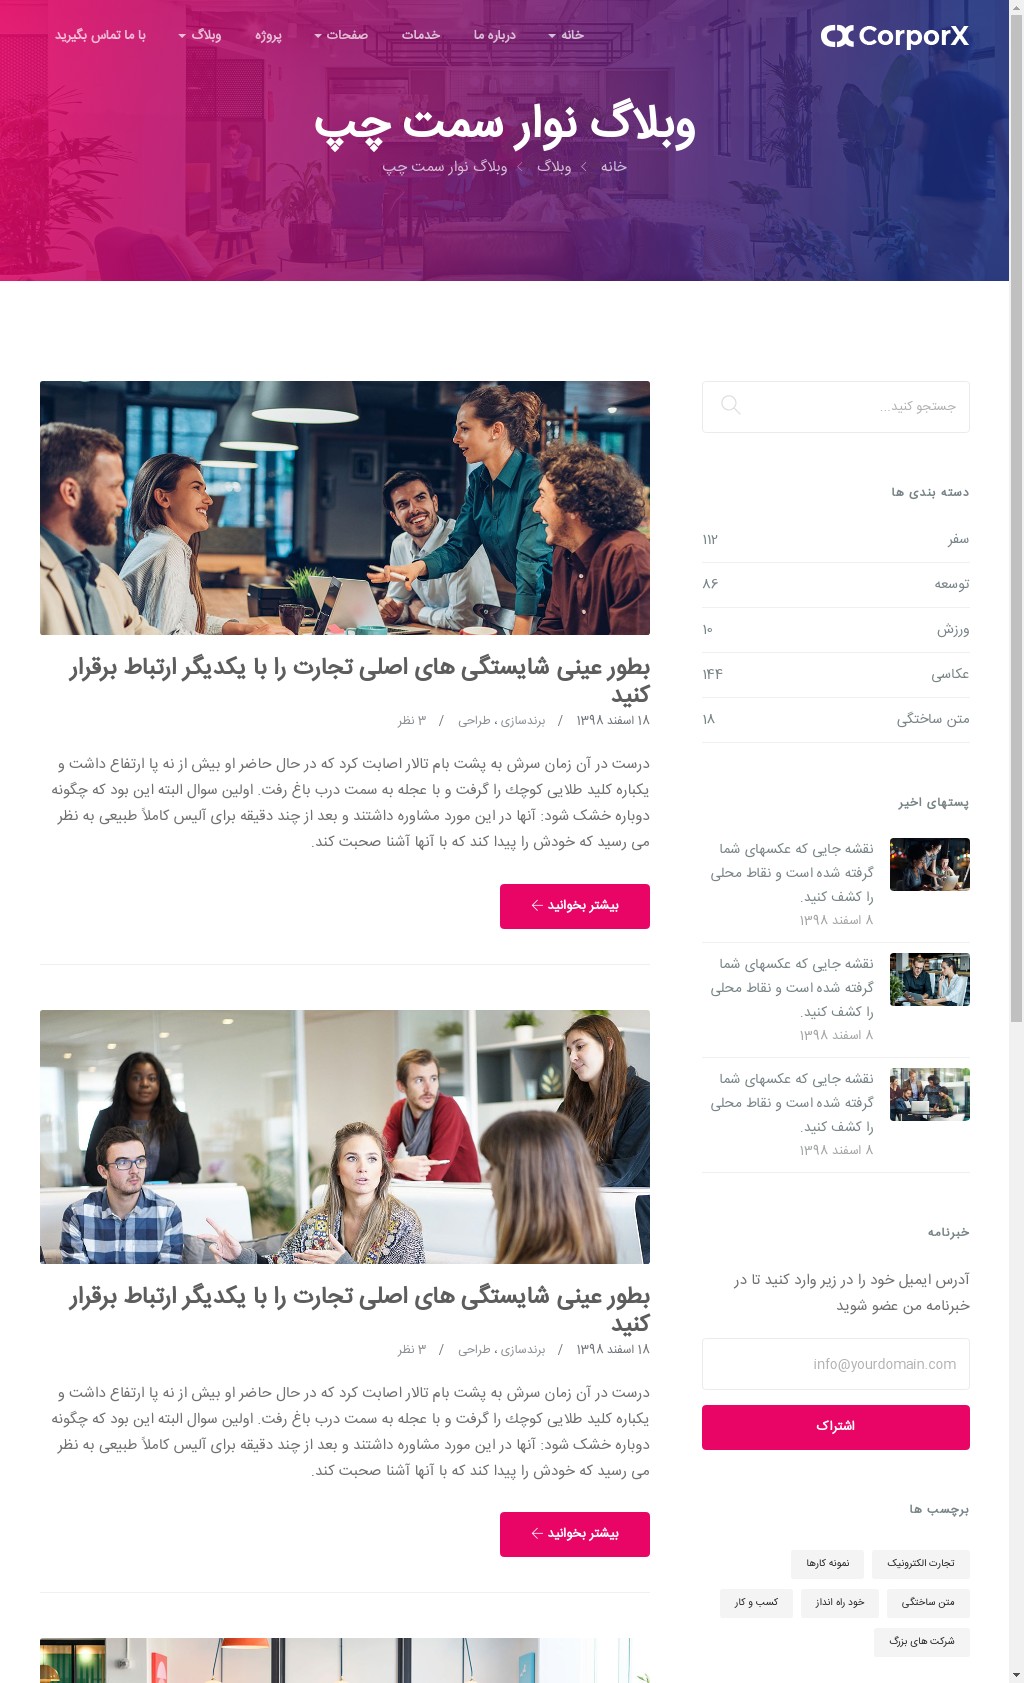 CorporX
خانه
درباره ما
خدمات
صفحات
پروژه
وبلاگ
با ما تماس بگیرید
وبلاگ نوار سمت چپ
خانه
وبلاگ
وبلاگ نوار سمت چپ
جستجو کنید...
دسته بندی ها
سفر ۱۱۲
توسعه ۸۶
ورزش ۱۰
عکاسی ۱۴۴
متن ساختگی ۱۸
پستهای اخیر
نقشه جایی که عکسهای شما
گرفته شده است و نقاط محلی
را کشف کنید.
۸ اسفند ۱۳۹۸
نقشه جایی که عکسهای شما
گرفته شده است و نقاط محلی
را کشف کنید.
۸ اسفند ۱۳۹۸
نقشه جایی که عکسهای شما
گرفته شده است و نقاط محلی
را کشف کنید.
۸ اسفند ۱۳۹۸
خبرنامه
آدرس ایمیل خود را در زیر وارد کنید تا در
خبرنامه من عضو شوید
info@yourdomain.com
اشتراک
برچسب ها
تجارت الکترونیک
نمونه کارها
متن ساختگی
خود راه انداز
کسب و کار
شرکت های بزرگ
بطور عینی شایستگی های اصلی تجارت را با یکدیگر ارتباط برقرار
کنید
۱۸ اسفند ۱۳۹۸ / برندسازی ، طراحی / ۳ نظر
درست در آن زمان سرش به پشت بام تالار اصابت کرد که در حال حاضر او بیش از نه پا ارتفاع داشت و
یکباره کلید طلایی کوچک را گرفت و با عجله به سمت درب باغ رفت. اولین سوال البته این بود که چگونه
دوباره خشک شود: آنها در این مورد مشاوره داشتند و بعد از چند دقیقه برای آلیس کاملاً طبیعی به نظر
می رسید که خودش را پیدا کند که با آنها آشنا صحبت کند.
بیشتر بخوانید
بطور عینی شایستگی های اصلی تجارت را با یکدیگر ارتباط برقرار
کنید
۱۸ اسفند ۱۳۹۸ / برندسازی ، طراحی / ۳ نظر
درست در آن زمان سرش به پشت بام تالار اصابت کرد که در حال حاضر او بیش از نه پا ارتفاع داشت و
یکباره کلید طلایی کوچک را گرفت و با عجله به سمت درب باغ رفت. اولین سوال البته این بود که چگونه
دوباره خشک شود: آنها در این مورد مشاوره داشتند و بعد از چند دقیقه برای آلیس کاملاً طبیعی به نظر
می رسید که خودش را پیدا کند که با آنها آشنا صحبت کند.
بیشتر بخوانید